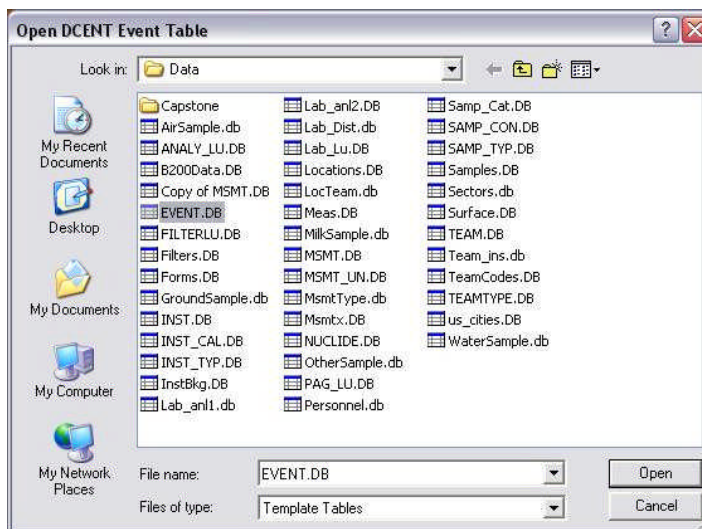 Open DCENT Event Table
Look in: Data
My Recent
Documents
Desktop
My Documents
My Computer
My Network
Places
Capstone
AirSample.db
ANALY_LU.DB
B200Data.DB
Copy of MSMT.DB
EVENT.DB
FILTERLU.DB
Filters.DB
Forms.DB
GroundSample.db
INST.DB
INST_CAL.DB
INST_TYP.DB
InstBkg.DB
Lab_anl1.db
Lab_anl2.DB
Lab_Dist.db
Lab_Lu.DB
Locations.DB
LocTeam.db
Meas.DB
MilkSample.db
MSMT.DB
MSMT_UN.DB
MsmtType.db
Msmtx.DB
NUCLIDE.DB
OtherSample.db
PAG_LU.DB
Personnel.db
Samp_Cat.DB
SAMP_CON.DB
SAMP_TYP.DB
Samples.DB
Sectors.db
Surface.DB
TEAM.DB
Team_ins.db
TeamCodes.DB
TEAMTYPE.DB
us_cities.DB
WaterSample.db
File name: EVENT.DB
Open
Files of type: Template Tables
Cancel